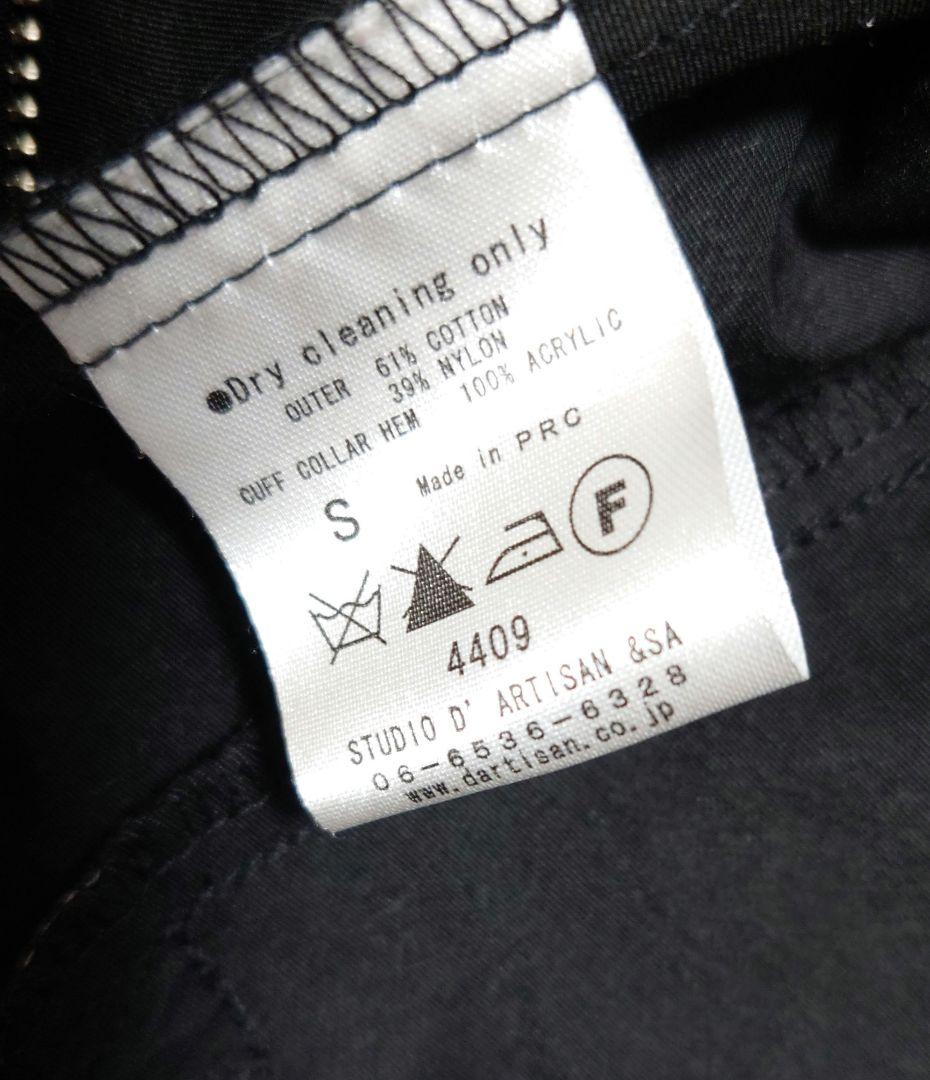 ●Dry cleaning only
OUTER 61% COTTON
39% NYLON
CUFF COLLAR HEM 100% ACRYLIC
S Made in PRC
F
4409
STUDIO D' ARTISAN &SA
06-6536-6328
www.dartisan.co.jp